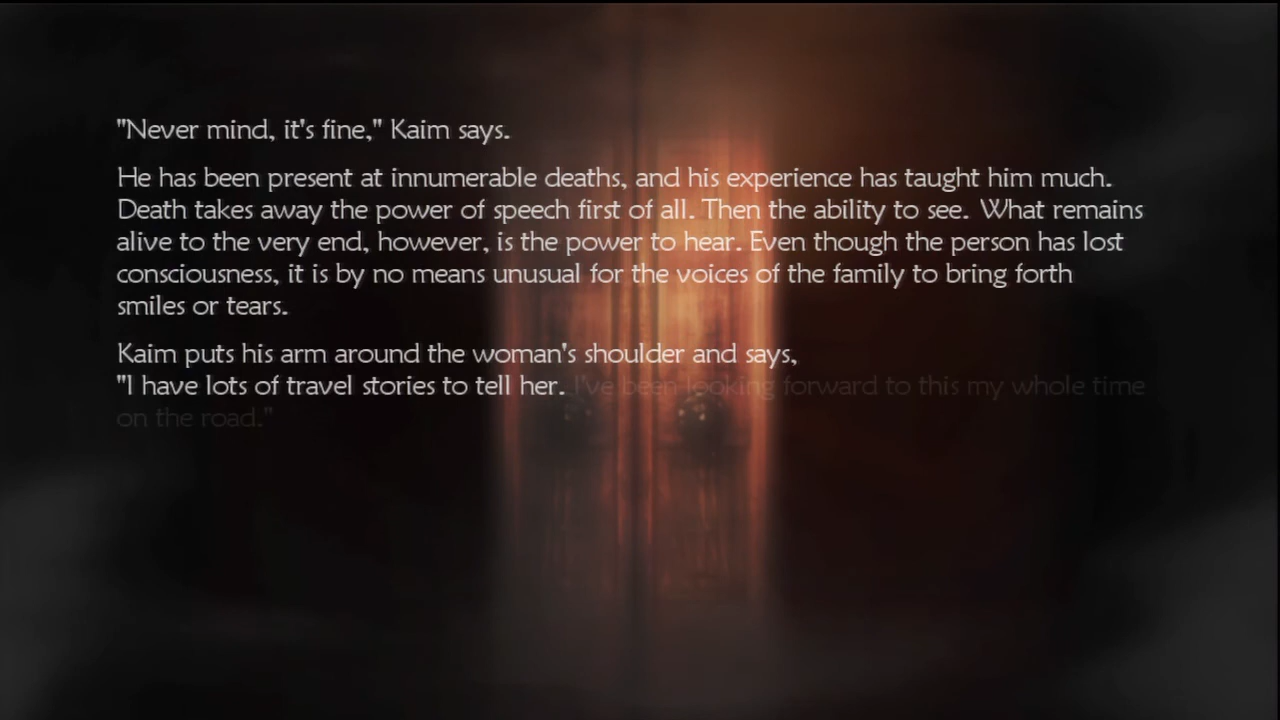 "Never mind, it's fine," Kaim says.
He has been present at innumerable deaths, and his experience has taught him much.
Death takes away the power of speech first of all. Then the ability to see. What remains
alive to the very end, however, is the power to hear. Even though the person has lost
consciousness, it is by no means unusual for the voices of the family to bring forth
smiles or tears.
Kaim puts his arm around the woman's shoulder and says,
"I have lots of travel stories to tell her. I've been looking forward to this my whole time
on the road."